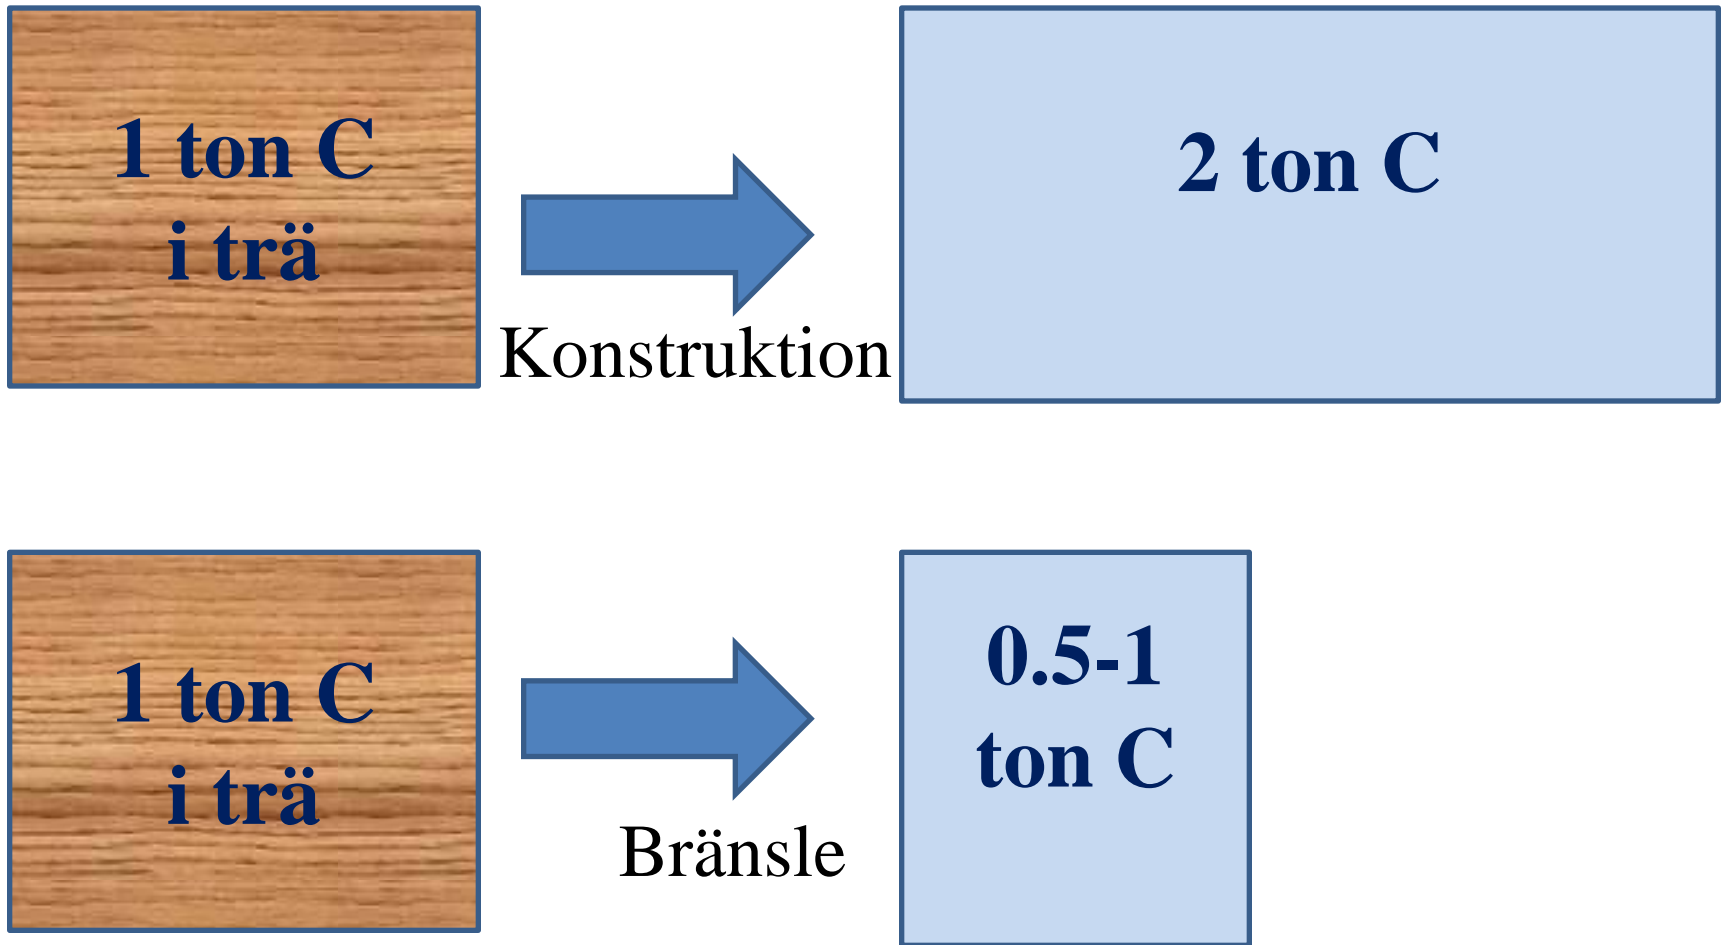 1 ton C
i trä
Konstruktion
2 ton C
1 ton C
i trä
Bränsle
0.5-1
ton C